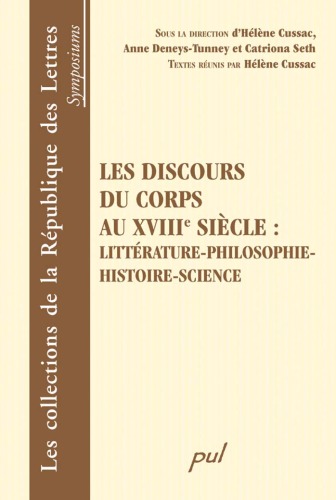 Sous la direction d'Hélène Cussac,
Anne Deneys-Tunney et Catriona Seth
Textes réunis par Hélène Cussac
Les collections de la République des Lettres
Symposiums
LES DISCOURS
DU CORPS
AU XVIIIe SIÈCLE :
LITTÉRATURE-PHILOSOPHIE-
HISTOIRE-SCIENCE
pul